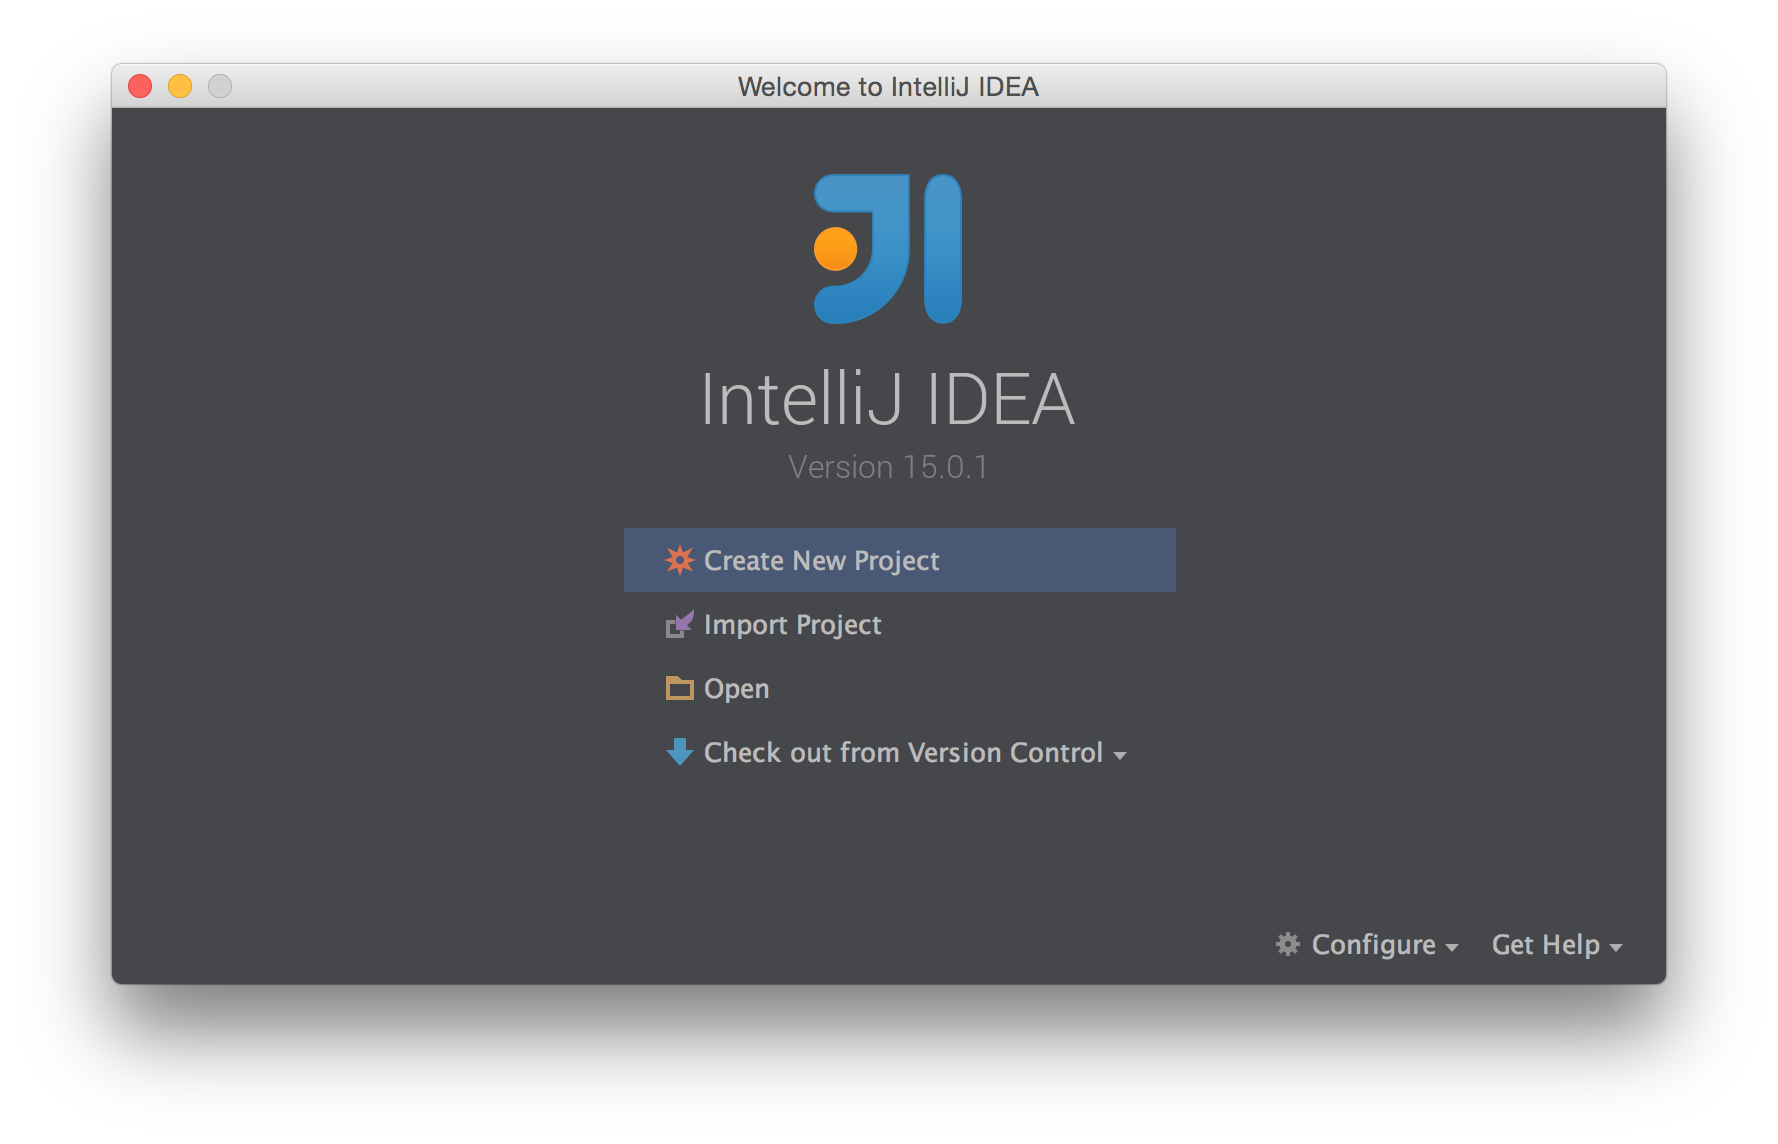 Welcome to IntelliJ IDEA
IntelliJ IDEA
Version 15.0.1
Create New Project
Import Project
Open
Check out from Version Control
Configure Get Help